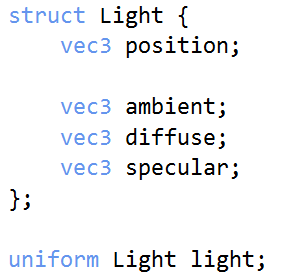 struct Light {
    vec3 position;

    vec3 ambient;
    vec3 diffuse;
    vec3 specular;
};

uniform Light light;